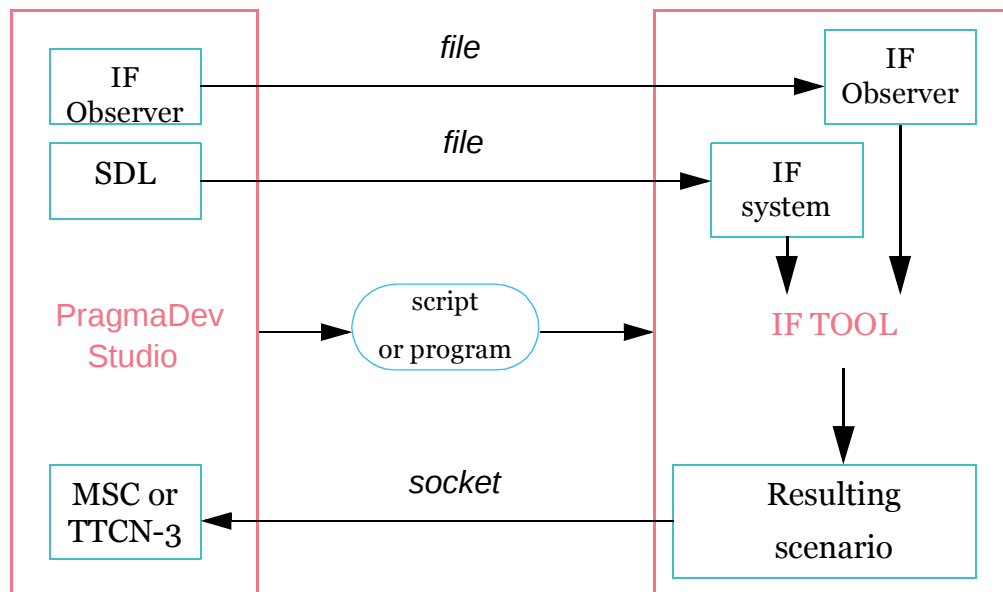 file
IF
Observer
IF
Observer
file
SDL
IF
system
PragmaDev
Studio
script
or program
IF TOOL
socket
MSC or
TTCN-3
Resulting
scenario